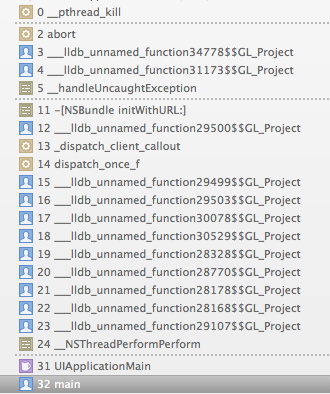 0 __pthread_kill
2 abort
3 ___lldb_unnamed_function34778$$GL_Project
4 ___lldb_unnamed_function31173$$GL_Project
5 __handleUncaughtException
11 -[NSBundle initWithURL:]
12 ___lldb_unnamed_function29500$$GL_Project
13 _dispatch_client_callout
14 dispatch_once_f
15 ___lldb_unnamed_function29499$$GL_Project
16 ___lldb_unnamed_function29503$$GL_Project
17 ___lldb_unnamed_function30078$$GL_Project
18 ___lldb_unnamed_function30529$$GL_Project
19 ___lldb_unnamed_function28328$$GL_Project
20 ___lldb_unnamed_function28770$$GL_Project
21 ___lldb_unnamed_function28178$$GL_Project
22 ___lldb_unnamed_function28168$$GL_Project
23 ___lldb_unnamed_function29107$$GL_Project
24 __NSThreadPerformPerform
31 UIApplicationMain
32 main